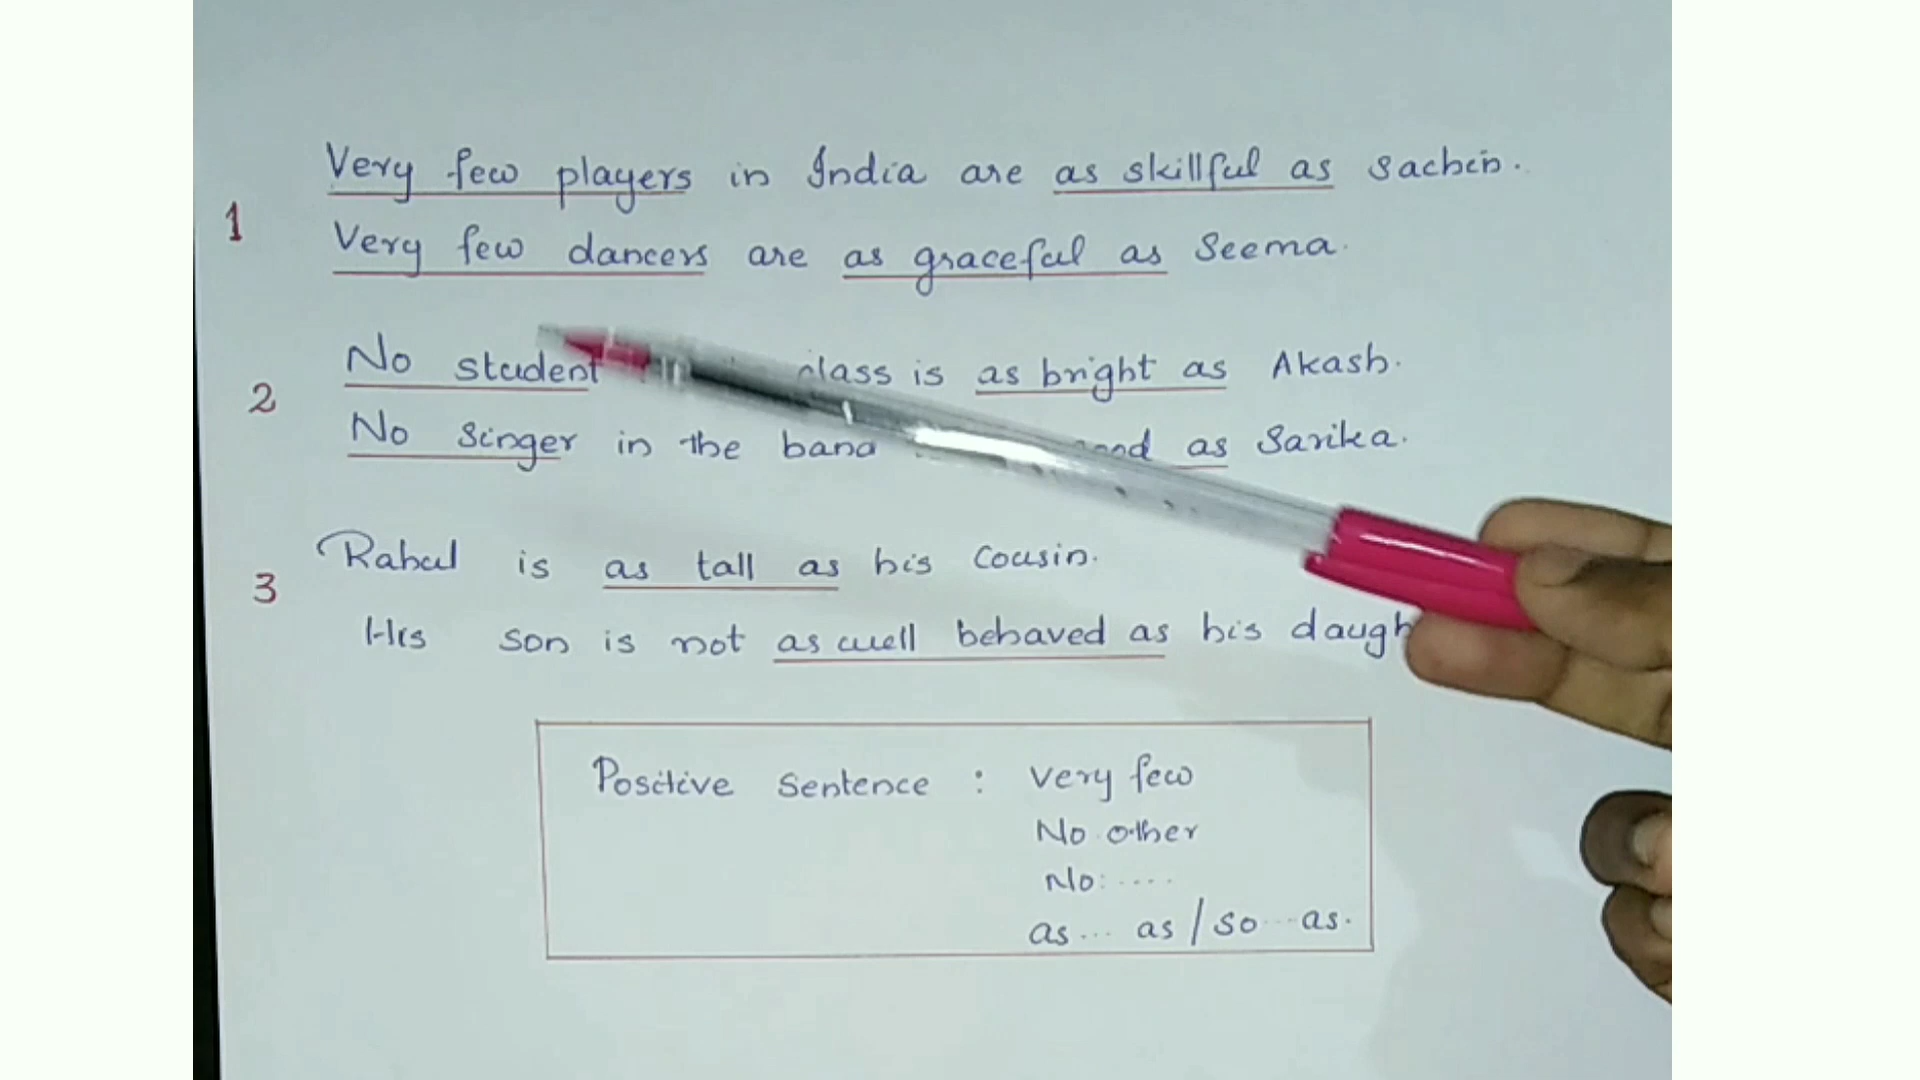 Very few players in India are as skillful as Sachin.
1
Very few dancers are as graceful as Seema.
No student class is as bright as Akash.
2
No singer in the band as Sarika.
Rahul is as tall as his cousin.
3
His son is not as well behaved as his
Positive Sentence : Very few
No other
No: ....
as... as / so ... as.